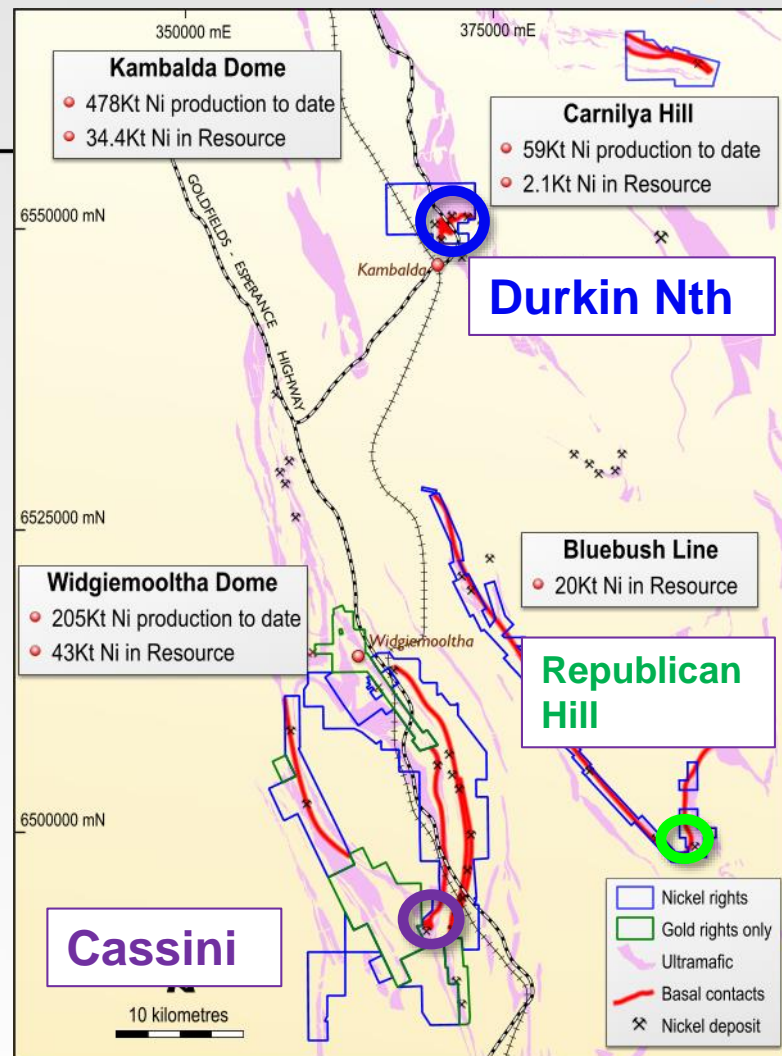 350000 mE
375000 mE
Kambalda Dome
478Kt Ni production to date
34.4Kt Ni in Resource
Carnilya Hill
59Kt Ni production to date
2.1Kt Ni in Resource
6550000 mN
GOLDFIELDS - ESPERANCE HIGHWAY
Kambalda
Durkin Nth
6525000 mN
Bluebush Line
20Kt Ni in Resource
Widgiemooltha Dome
205Kt Ni production to date
43Kt Ni in Resource
Widgiemooltha
Republican
Hill
6500000 mN
Cassini
10 kilometres
Nickel rights
Gold rights only
Ultramafic
Basal contacts
Nickel deposit